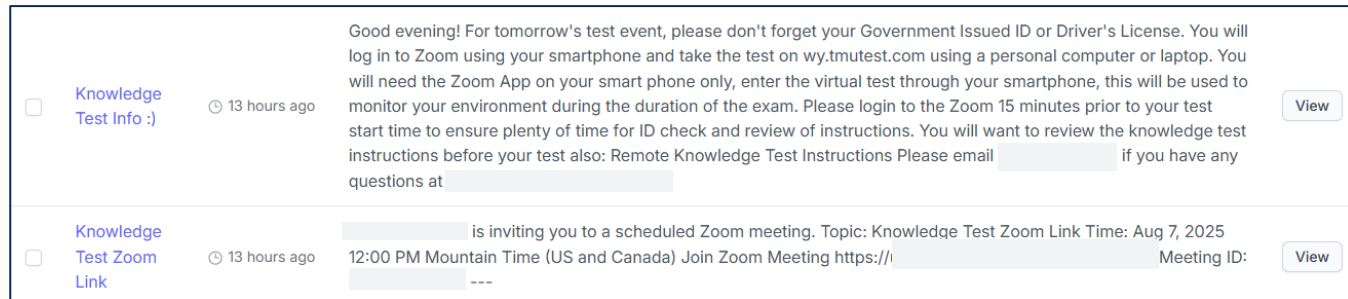 Good evening! For tomorrow's test event, please don't forget your Government Issued ID or Driver's License. You will
log in to Zoom using your smartphone and take the test on wy.tmutest.com using a personal computer or laptop. You
will need the Zoom App on your smart phone only, enter the virtual test through your smartphone, this will be used to
Knowledge
Test Info :)
13 hours ago
monitor your environment during the duration of the exam. Please login to the Zoom 15 minutes prior to your test
View
start time to ensure plenty of time for ID check and review of instructions. You will want to review the knowledge test
instructions before your test also: Remote Knowledge Test Instructions Please email if you have any
questions at
Knowledge
Test Zoom
Link
13 hours ago
is inviting you to a scheduled Zoom meeting. Topic: Knowledge Test Zoom Link Time: Aug 7, 2025
12:00 PM Mountain Time (US and Canada) Join Zoom Meeting https:// Meeting ID:
---
View